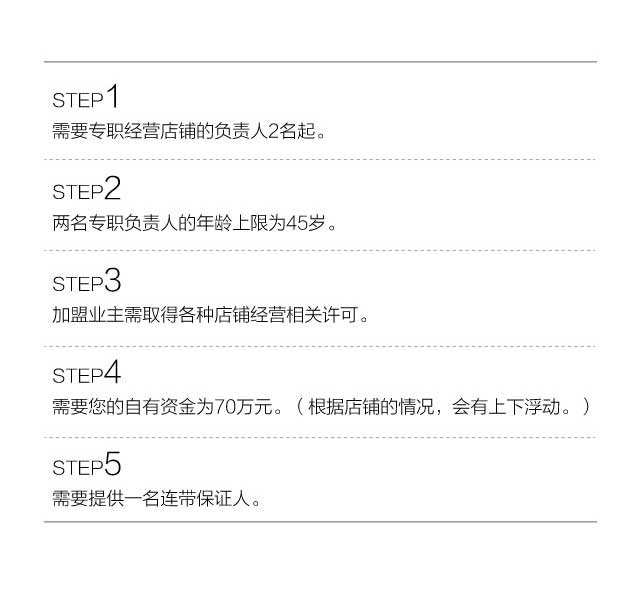 STEP1
需要专职经营店铺的负责人2名起。
STEP2
两名专职负责人的年龄上限为45岁。
STEP3
加盟业主需取得各种店铺经营相关许可。
STEP4
需要您的自有资金为70万元。（根据店铺的情况，会有上下浮动。）
STEP5
需要提供一名连带保证人。